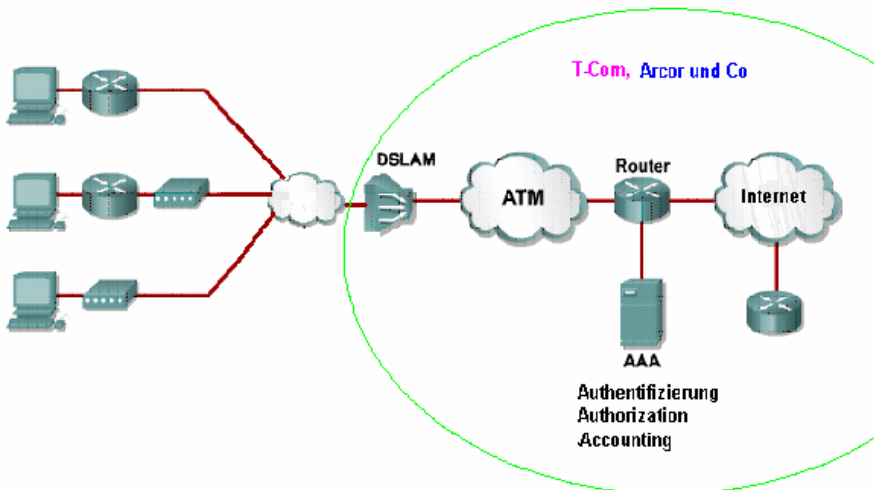 T-Com, Arcor und Co
DSLAM
ATM
Router
Internet
AAA
Authentifizierung
Authorization
Accounting